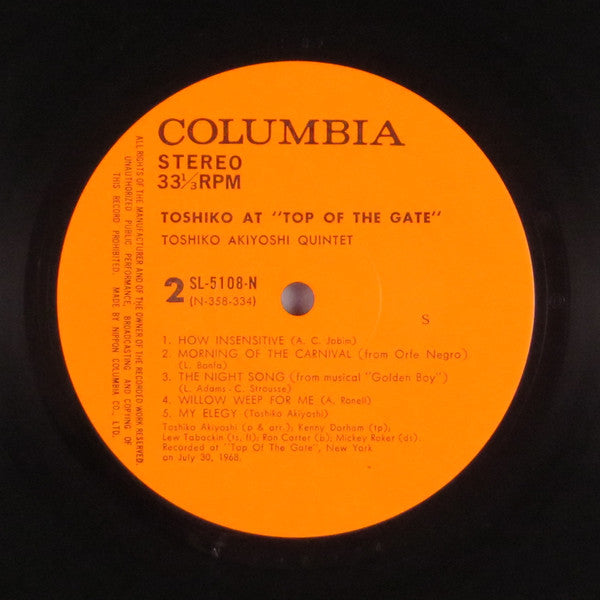 COLUMBIA
STEREO
33⅓RPM
TOSHIKO AT "TOP OF THE GATE"
TOSHIKO AKIYOSHI QUINTET
2 SL-5108-N
(N-358-334)
S
1. HOW INSENSITIVE (A. C. Jobim)
2. MORNING OF THE CARNIVAL (from Orfe Negro)
(L. Bonfa)
3. THE NIGHT SONG (from musical "Golden Boy")
(L. Adams - C. Strousse)
4. WILLOW WEEP FOR ME (A. Ronell)
5. MY ELEGY (Toshiko Akiyoshi)
Toshiko Akiyoshi (p & arr.); Kenny Dorham (tp);
Lew Tabackin (ts, fl); Ron Carter (b); Mickey Roker (ds).
Recorded at "Top Of The Gate", New York
on July 30, 1968.
ALL RIGHTS OF THE MANUFACTURER AND OF THE OWNER OF THE RECORDED WORK RESERVED.
UNAUTHORIZED PUBLIC PERFORMANCE, BROADCASTING AND COPYING OF
THIS RECORD PROHIBITED. MADE BY NIPPON COLUMBIA CO., LTD.